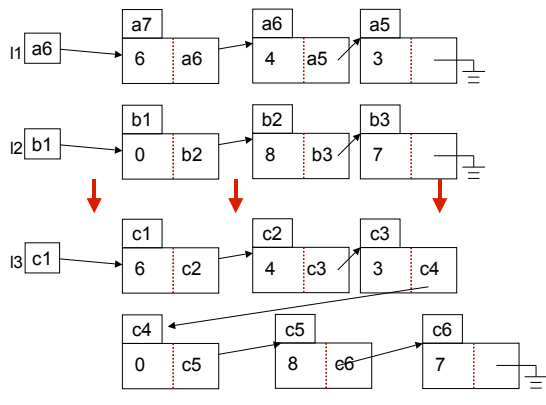 a7 a6 a5
l1 a6 6 a6 4 a5 3
b1 b2 b3
l2 b1 0 b2 8 b3 7
c1 c2 c3
l3 c1 6 c2 4 c3 3 c4
c4 c5 c6
0 c5 8 c6 7